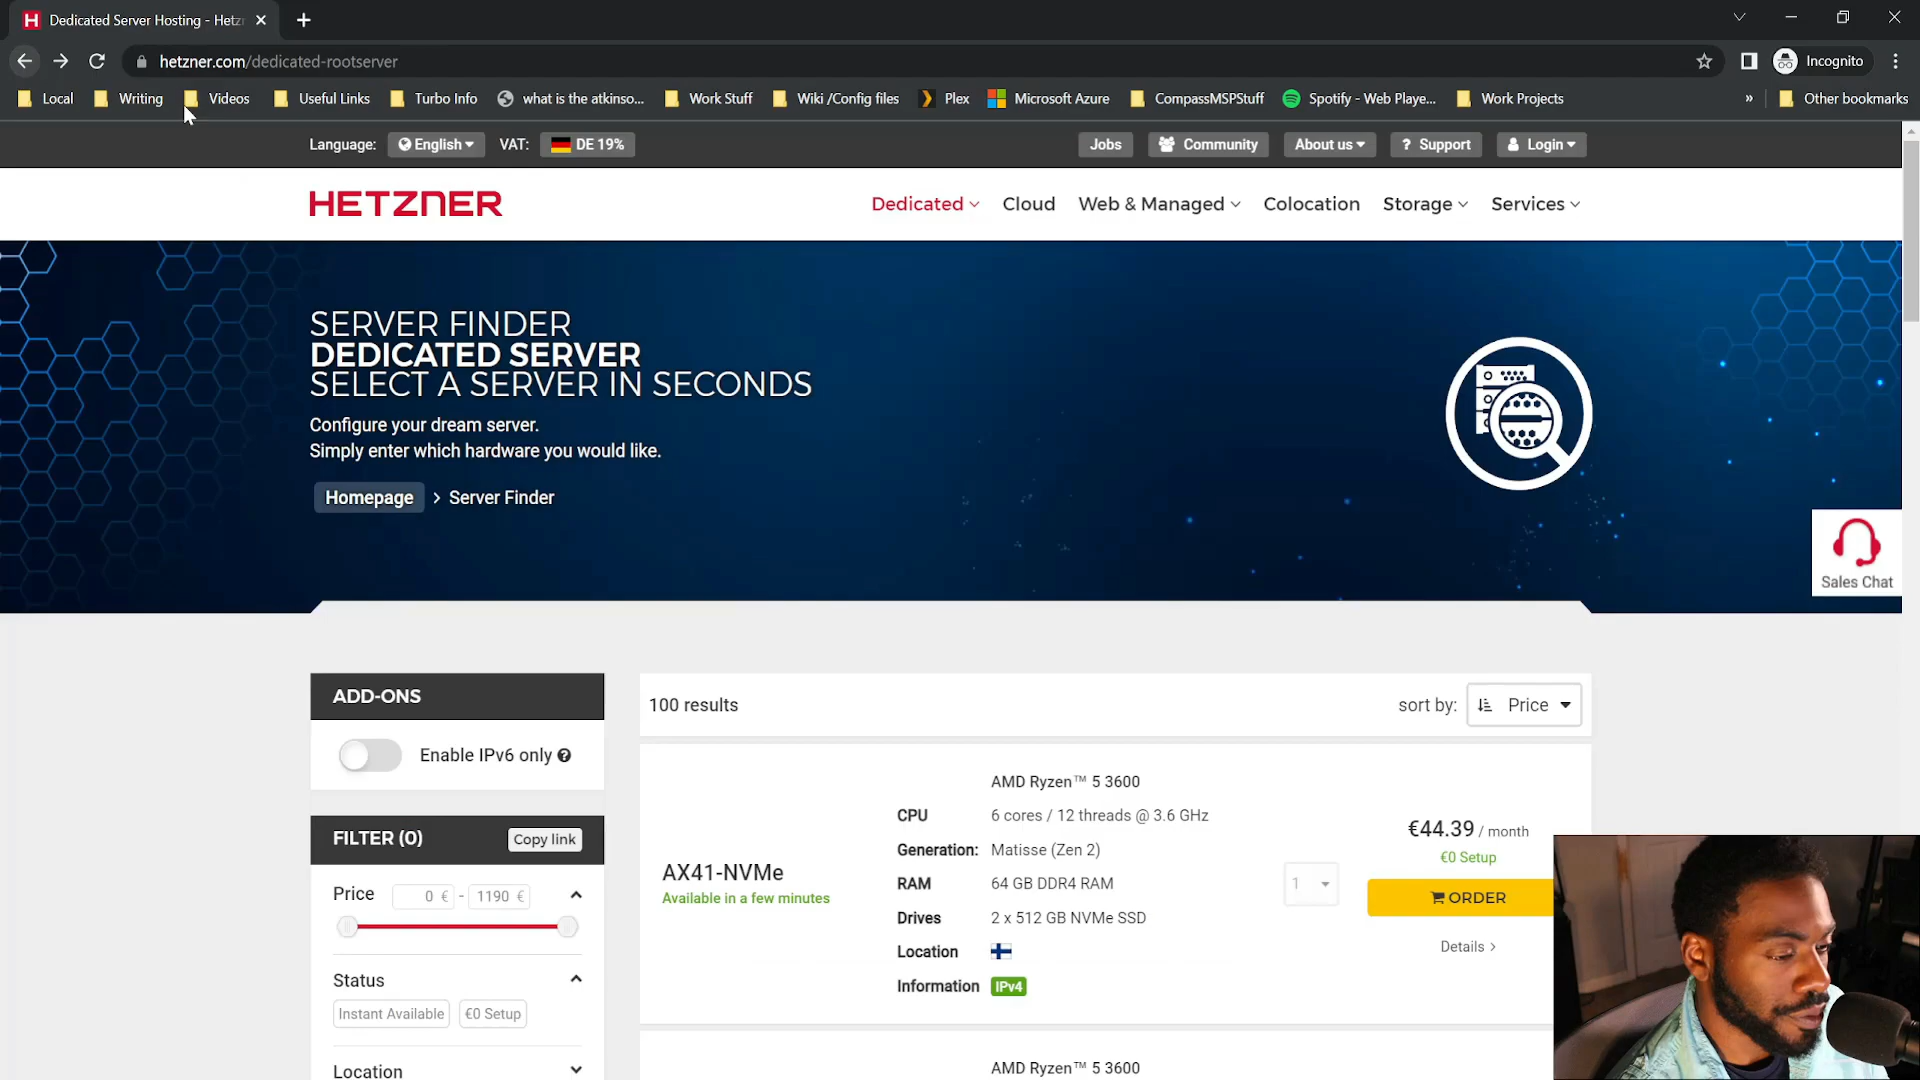 Dedicated Server Hosting - Hetz
hetzner.com/dedicated-rootserver
Incognito
Local
Writing
Videos
Useful Links
Turbo Info
what is the atkinso...
Work Stuff
Wiki /Config files
Plex
Microsoft Azure
CompassMSPStuff
Spotify - Web Playe...
Work Projects
»
Other bookmarks
Language:
English
VAT:
DE 19%
Jobs
Community
About us
? Support
Login
HETZNER
Dedicated
Cloud
Web & Managed
Colocation
Storage
Services
SERVER FINDER
DEDICATED SERVER
SELECT A SERVER IN SECONDS
Configure your dream server.
Simply enter which hardware you would like.
Homepage > Server Finder
Sales Chat
ADD-ONS
Enable IPv6 only ?
FILTER (0)
Copy link
Price
0 € - 1190 €
Status
Instant Available
€0 Setup
Location
100 results
sort by:
Price
AX41-NVMe
Available in a few minutes
AMD Ryzen™ 5 3600
CPU 6 cores / 12 threads @ 3.6 GHz
Generation: Matisse (Zen 2)
RAM 64 GB DDR4 RAM
Drives 2 x 512 GB NVMe SSD
Location
Information IPv4
1
€44.39 / month
€0 Setup
ORDER
Details >
AMD Ryzen™ 5 3600